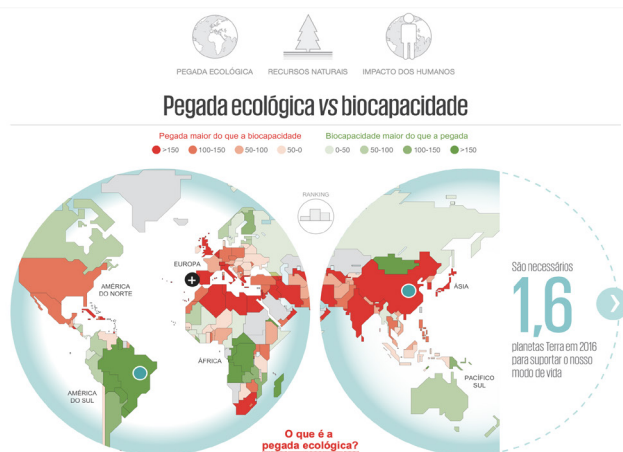 PEGADA ECOLÓGICA
RECURSOS NATURAIS
IMPACTO DOS HUMANOS
Pegada ecológica vs biocapacidade
Pegada maior do que a biocapacidade
>150 100-150 50-100 50-0
Biocapacidade maior do que a pegada
0-50 50-100 100-150 >150
RANKING
EUROPA
AMÉRICA
DO NORTE
ÁSIA
ÁFRICA
AMÉRICA
DO SUL
PACÍFICO
SUL
São necessários
1,6
planetas Terra em 2016
para suportar o nosso
modo de vida
O que é a
pegada ecológica?